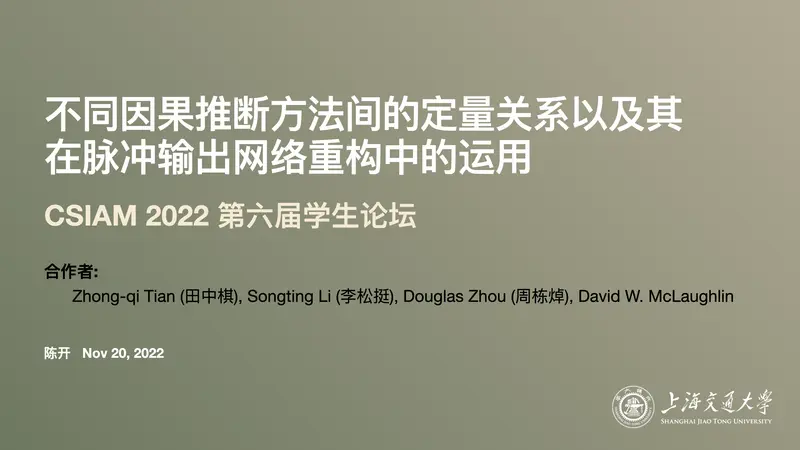 不同因果推断方法间的定量关系以及其
在脉冲输出网络重构中的运用
CSIAM 2022 第六届学生论坛
合作者:
Zhong-qi Tian (田中棋), Songting Li (李松挺), Douglas Zhou (周栋焯), David W. McLaughlin
陈开 Nov 20, 2022
上海交通大学
SHANGHAI JIAO TONG UNIVERSITY